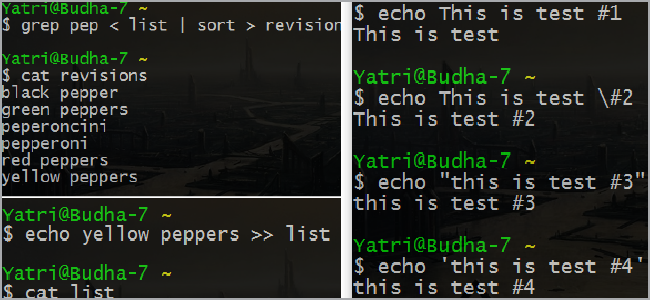 Yatri@Budha-7 ~
$ grep pep < list | sort > revision
Yatri@Budha-7 ~
$ cat revisions
black pepper
green peppers
peperoncini
pepperoni
red peppers
yellow peppers
Yatri@Budha-7 ~
$ echo yellow peppers >> list
Yatri@Budha-7 ~
$ cat list
$ echo This is test #1
This is test
Yatri@Budha-7 ~
$ echo This is test \#2
This is test #2
Yatri@Budha-7 ~
$ echo "this is test #3"
this is test #3
Yatri@Budha-7 ~
$ echo 'this is test #4'
this is test #4